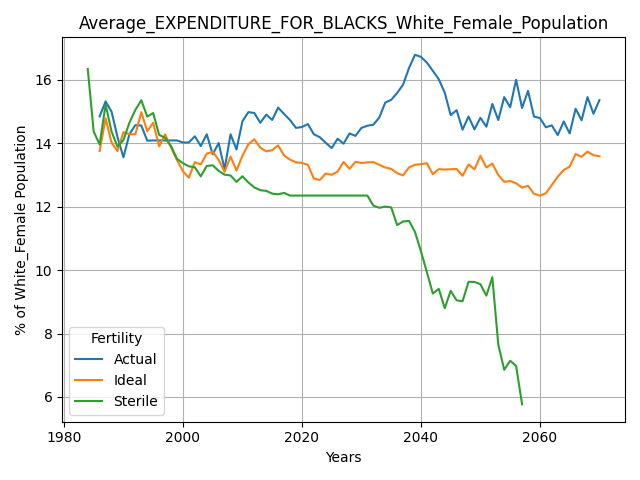 Average_EXPENDITURE_FOR_BLACKS_White_Female_Population
% of White_Female Population
16
14
12
10
8
6
Fertility
Actual
Ideal
Sterile
1980
2000
2020
2040
2060
Years